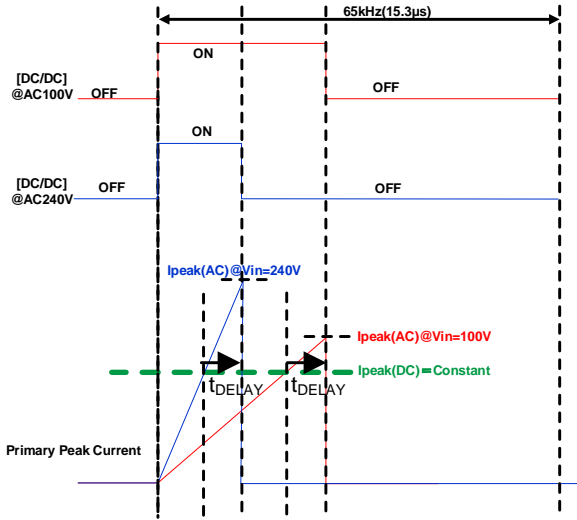 65kHz(15.3μs)
ON
[DC/DC]
@AC100V
OFF
OFF
ON
[DC/DC]
@AC240V
OFF
OFF
Ipeak(AC)@Vin=240V
Ipeak(AC)@Vin=100V
Ipeak(DC)=Constant
tDELAY
tDELAY
Primary Peak Current